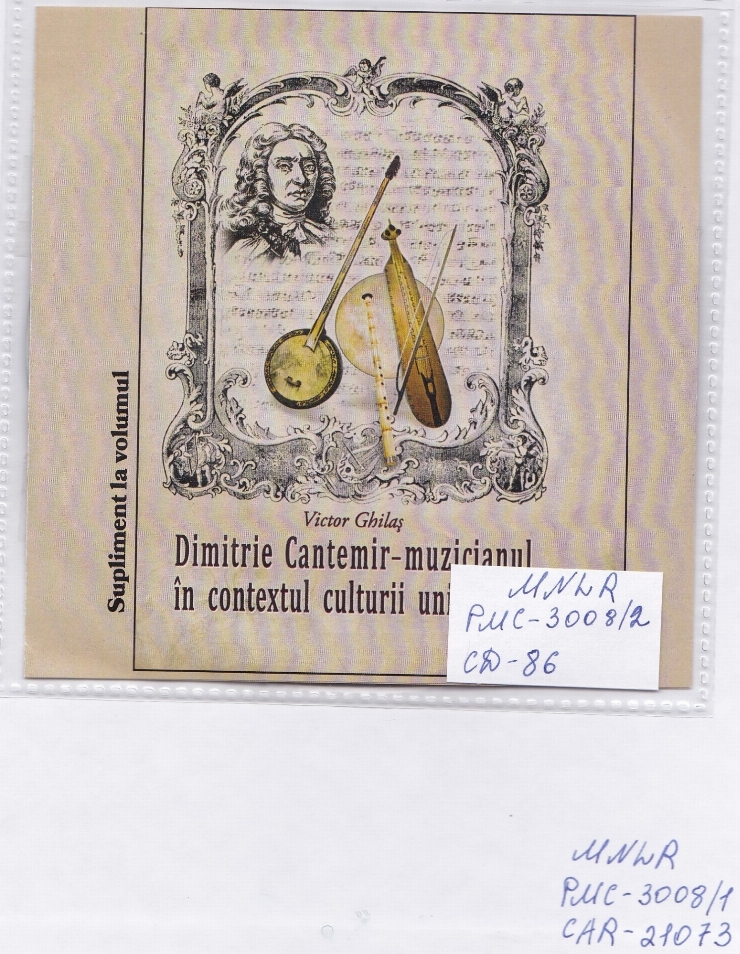 Supliment la volumul
Victor Ghilaș
Dimitrie Cantemir-muzicianul
în contextul culturii uni
MNLR
PMC-3008/2
CD-86
MNLR
PMC-3008/1
CAR-21073